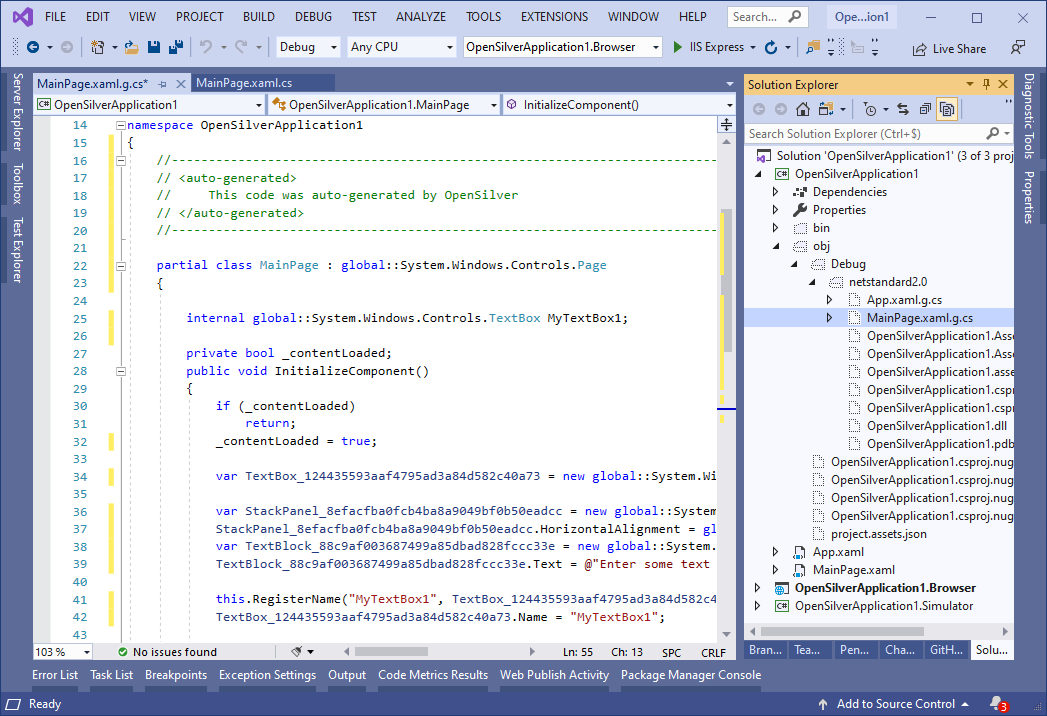 FILE EDIT VIEW PROJECT BUILD DEBUG TEST ANALYZE TOOLS EXTENSIONS WINDOW HELP Search... Ope...ion1
Debug Any CPU OpenSilverApplication1.Browser IIS Express Live Share
Server Explorer
Toolbox
Test Explorer
MainPage.xaml.g.cs* MainPage.xaml.cs
OpenSilverApplication1 OpenSilverApplication1.MainPage InitializeComponent()
14 namespace OpenSilverApplication1
15 {
16 //--------------------------------------------------------------------------
17 // <auto-generated>
18 //     This code was auto-generated by OpenSilver
19 // </auto-generated>
20 //--------------------------------------------------------------------------
21
22 partial class MainPage : global::System.Windows.Controls.Page
23 {
24
25 internal global::System.Windows.Controls.TextBox MyTextBox1;
26
27 private bool _contentLoaded;
28 public void InitializeComponent()
29 {
30 if (_contentLoaded)
31 return;
32 _contentLoaded = true;
33
34 var TextBox_124435593aaf4795ad3a84d582c40a73 = new global::System.Wi
35
36 var StackPanel_8efacfba0fcb4ba8a9049bf0b50eadcc = new global::System
37 StackPanel_8efacfba0fcb4ba8a9049bf0b50eadcc.HorizontalAlignment = gl
38 var TextBlock_88c9af003687499a85dbad828fccc33e = new global::System.
39 TextBlock_88c9af003687499a85dbad828fccc33e.Text = @"Enter some text
40
41 this.RegisterName("MyTextBox1", TextBox_124435593aaf4795ad3a84d582c4
42 TextBox_124435593aaf4795ad3a84d582c40a73.Name = "MyTextBox1";
43
103 % No issues found Ln: 55 Ch: 13 SPC CRLF
Solution Explorer
Search Solution Explorer (Ctrl+$)
Solution 'OpenSilverApplication1' (3 of 3 proj
C# OpenSilverApplication1
Dependencies
Properties
bin
obj
Debug
netstandard2.0
App.xaml.g.cs
MainPage.xaml.g.cs
OpenSilverApplication1.Asse
OpenSilverApplication1.Asse
OpenSilverApplication1.asse
OpenSilverApplication1.cspr
OpenSilverApplication1.cspr
OpenSilverApplication1.dll
OpenSilverApplication1.pdb
OpenSilverApplication1.csproj.nug
OpenSilverApplication1.csproj.nug
OpenSilverApplication1.csproj.nug
OpenSilverApplication1.csproj.nug
project.assets.json
App.xaml
MainPage.xaml
OpenSilverApplication1.Browser
C# OpenSilverApplication1.Simulator
Bran... Tea... Pen... Cha... GitH... Solu...
Diagnostic Tools
Properties
Error List Task List Breakpoints Exception Settings Output Code Metrics Results Web Publish Activity Package Manager Console
Ready Add to Source Control 3